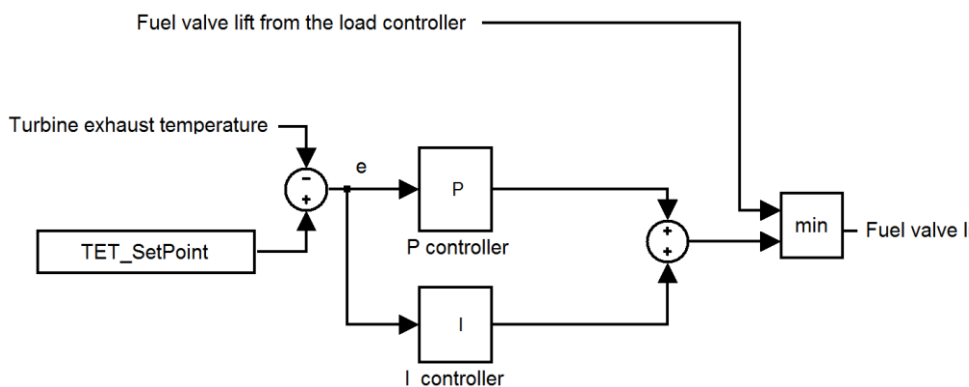 Fuel valve lift from the load controller
Turbine exhaust temperature
-
+
TET_SetPoint
e
P
P controller
I
I controller
+
+
min
Fuel valve l